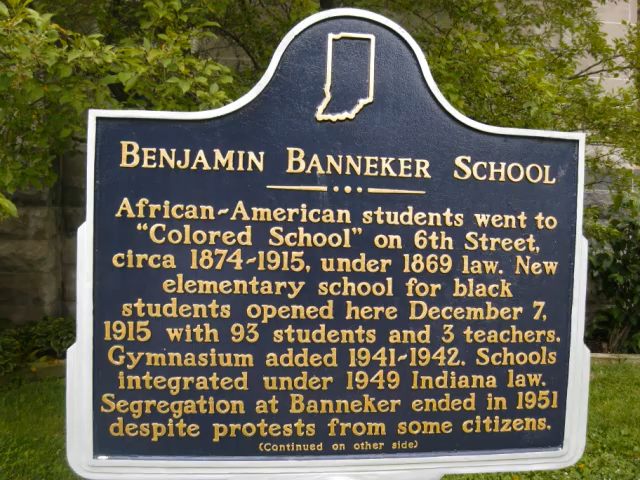 BENJAMIN BANNEKER SCHOOL
African-American students went to
"Colored School" on 6th Street,
circa 1874-1915, under 1869 law. New
elementary school for black
students opened here December 7,
1915 with 93 students and 3 teachers.
Gymnasium added 1941-1942. Schools
integrated under 1949 Indiana law.
Segregation at Banneker ended in 1951
despite protests from some citizens.
(Continued on other side)